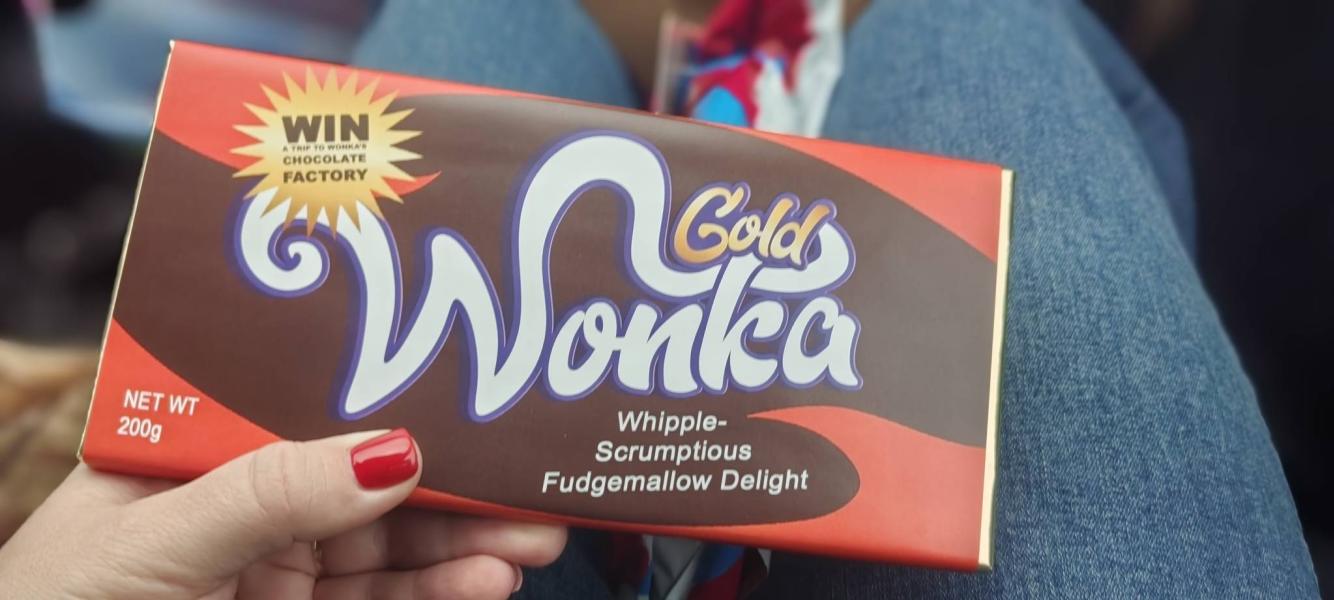 WIN
A TRIP TO WONKA'S
CHOCOLATE
FACTORY
Gold
Wonka
Whipple-
Scrumptious
Fudgemallow Delight
NET WT
200g